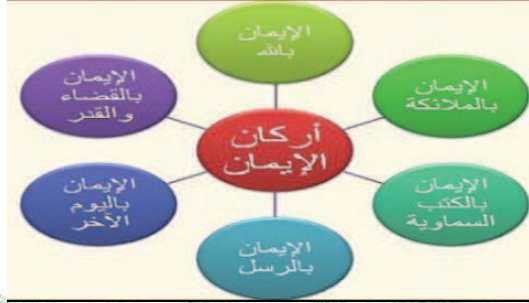 أركان
الإيمان
الإيمان
بالله
الإيمان
بالملائكة
الإيمان
بالكتب
السماوية
الإيمان
بالرسل
الإيمان
باليوم
الآخر
الإيمان
بالقضاء
والقدر